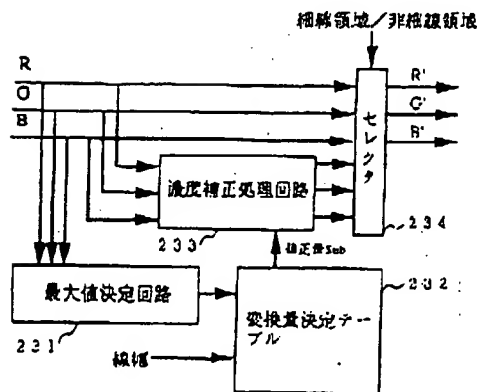 細線領域／非細線領域
R
G
B
R'
G'
B'
セレクタ
濃度補正処理回路
233
234
補正量Sub
232
最大値決定回路
変換量決定テー
ブル
231
線幅